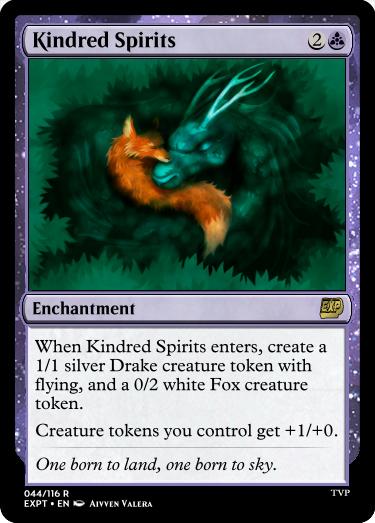 Kindred Spirits 2
EXP
Enchantment
When Kindred Spirits enters, create a
1/1 silver Drake creature token with
flying, and a 0/2 white Fox creature
token.
Creature tokens you control get +1/+0.
One born to land, one born to sky.
044/116 R
EXPT • EN Aivven Valera
TVP